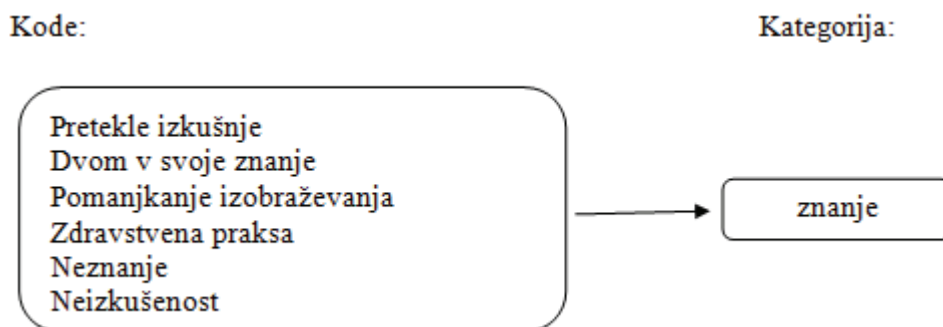 Kode:
Kategorija:
Pretekle izkušnje
Dvom v svoje znanje
Pomanjkanje izobraževanja
Zdravstvena praksa
Neznanje
Neizkušenost
znanje